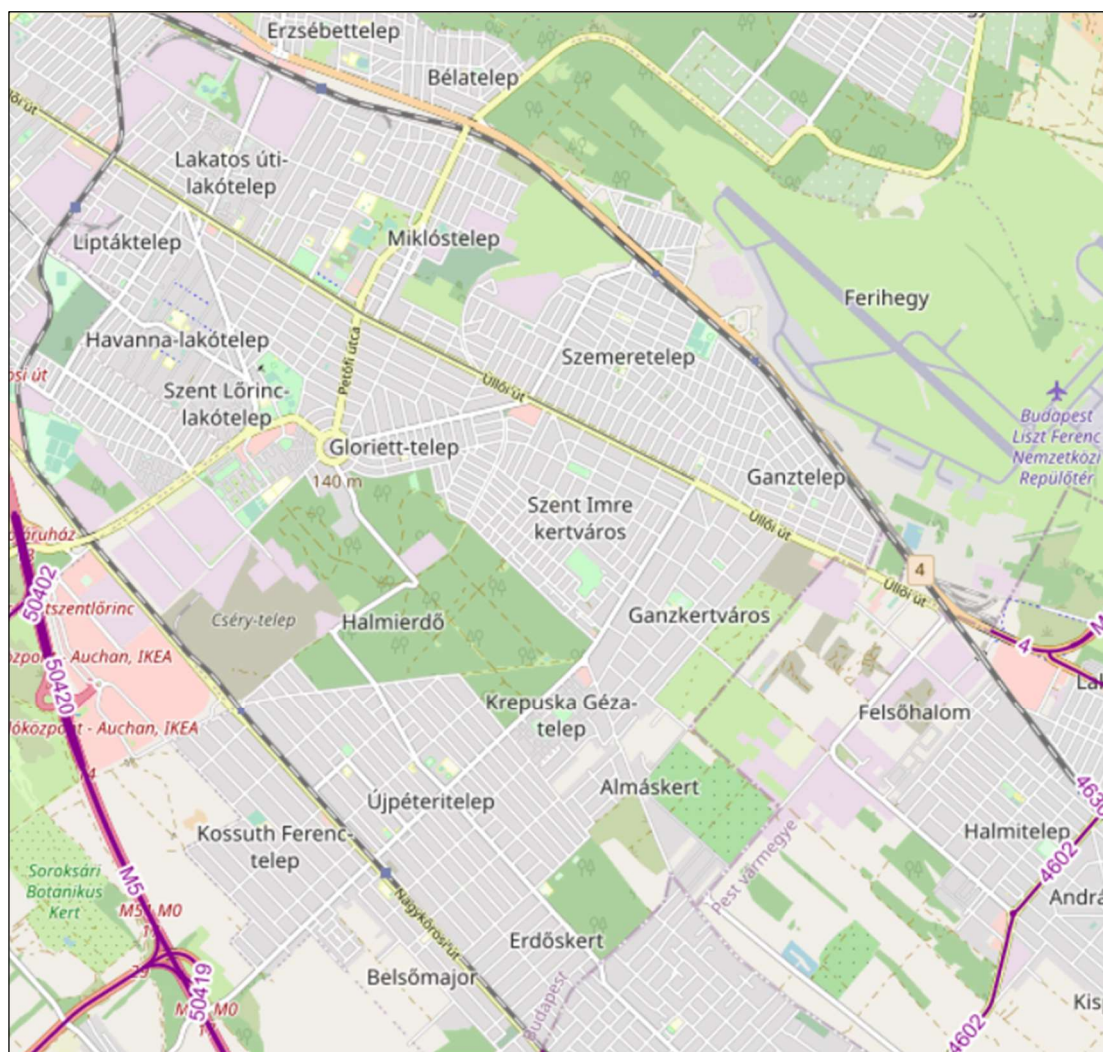 Erzsébettelep
Bélatelep
Üllői út
Lakatos úti-
lakótelep
Liptáktelep
Miklóstelep
Ferihegy
Havanna-lakótelep
Petőfi utca
Szemeretelep
Üllői út
Szent Lőrinc-
lakótelep
Budapest
Liszt Ferenc
Nemzetközi
Repülőtér
Gloriett-telep
140 m
Ganztelep
Szent Imre
kertváros
Üllői út
4
Üllői út
50402
Cséry-telep
Halmierdő
Ganzkertváros
4
Auchan, IKEA
50420
Krepuska Géza-
telep
Felsőhalom
- Auchan, IKEA
Újpéteritelep
Almáskert
4630
Kossuth Ferenc-
telep
Halmitelep
4602
Soroksári
Botanikus
Kert
M5
Pest vármegye
M51 M0
Nagykőrösi út
Erdőskert
Belsőmajor
50419
Budapest
4602